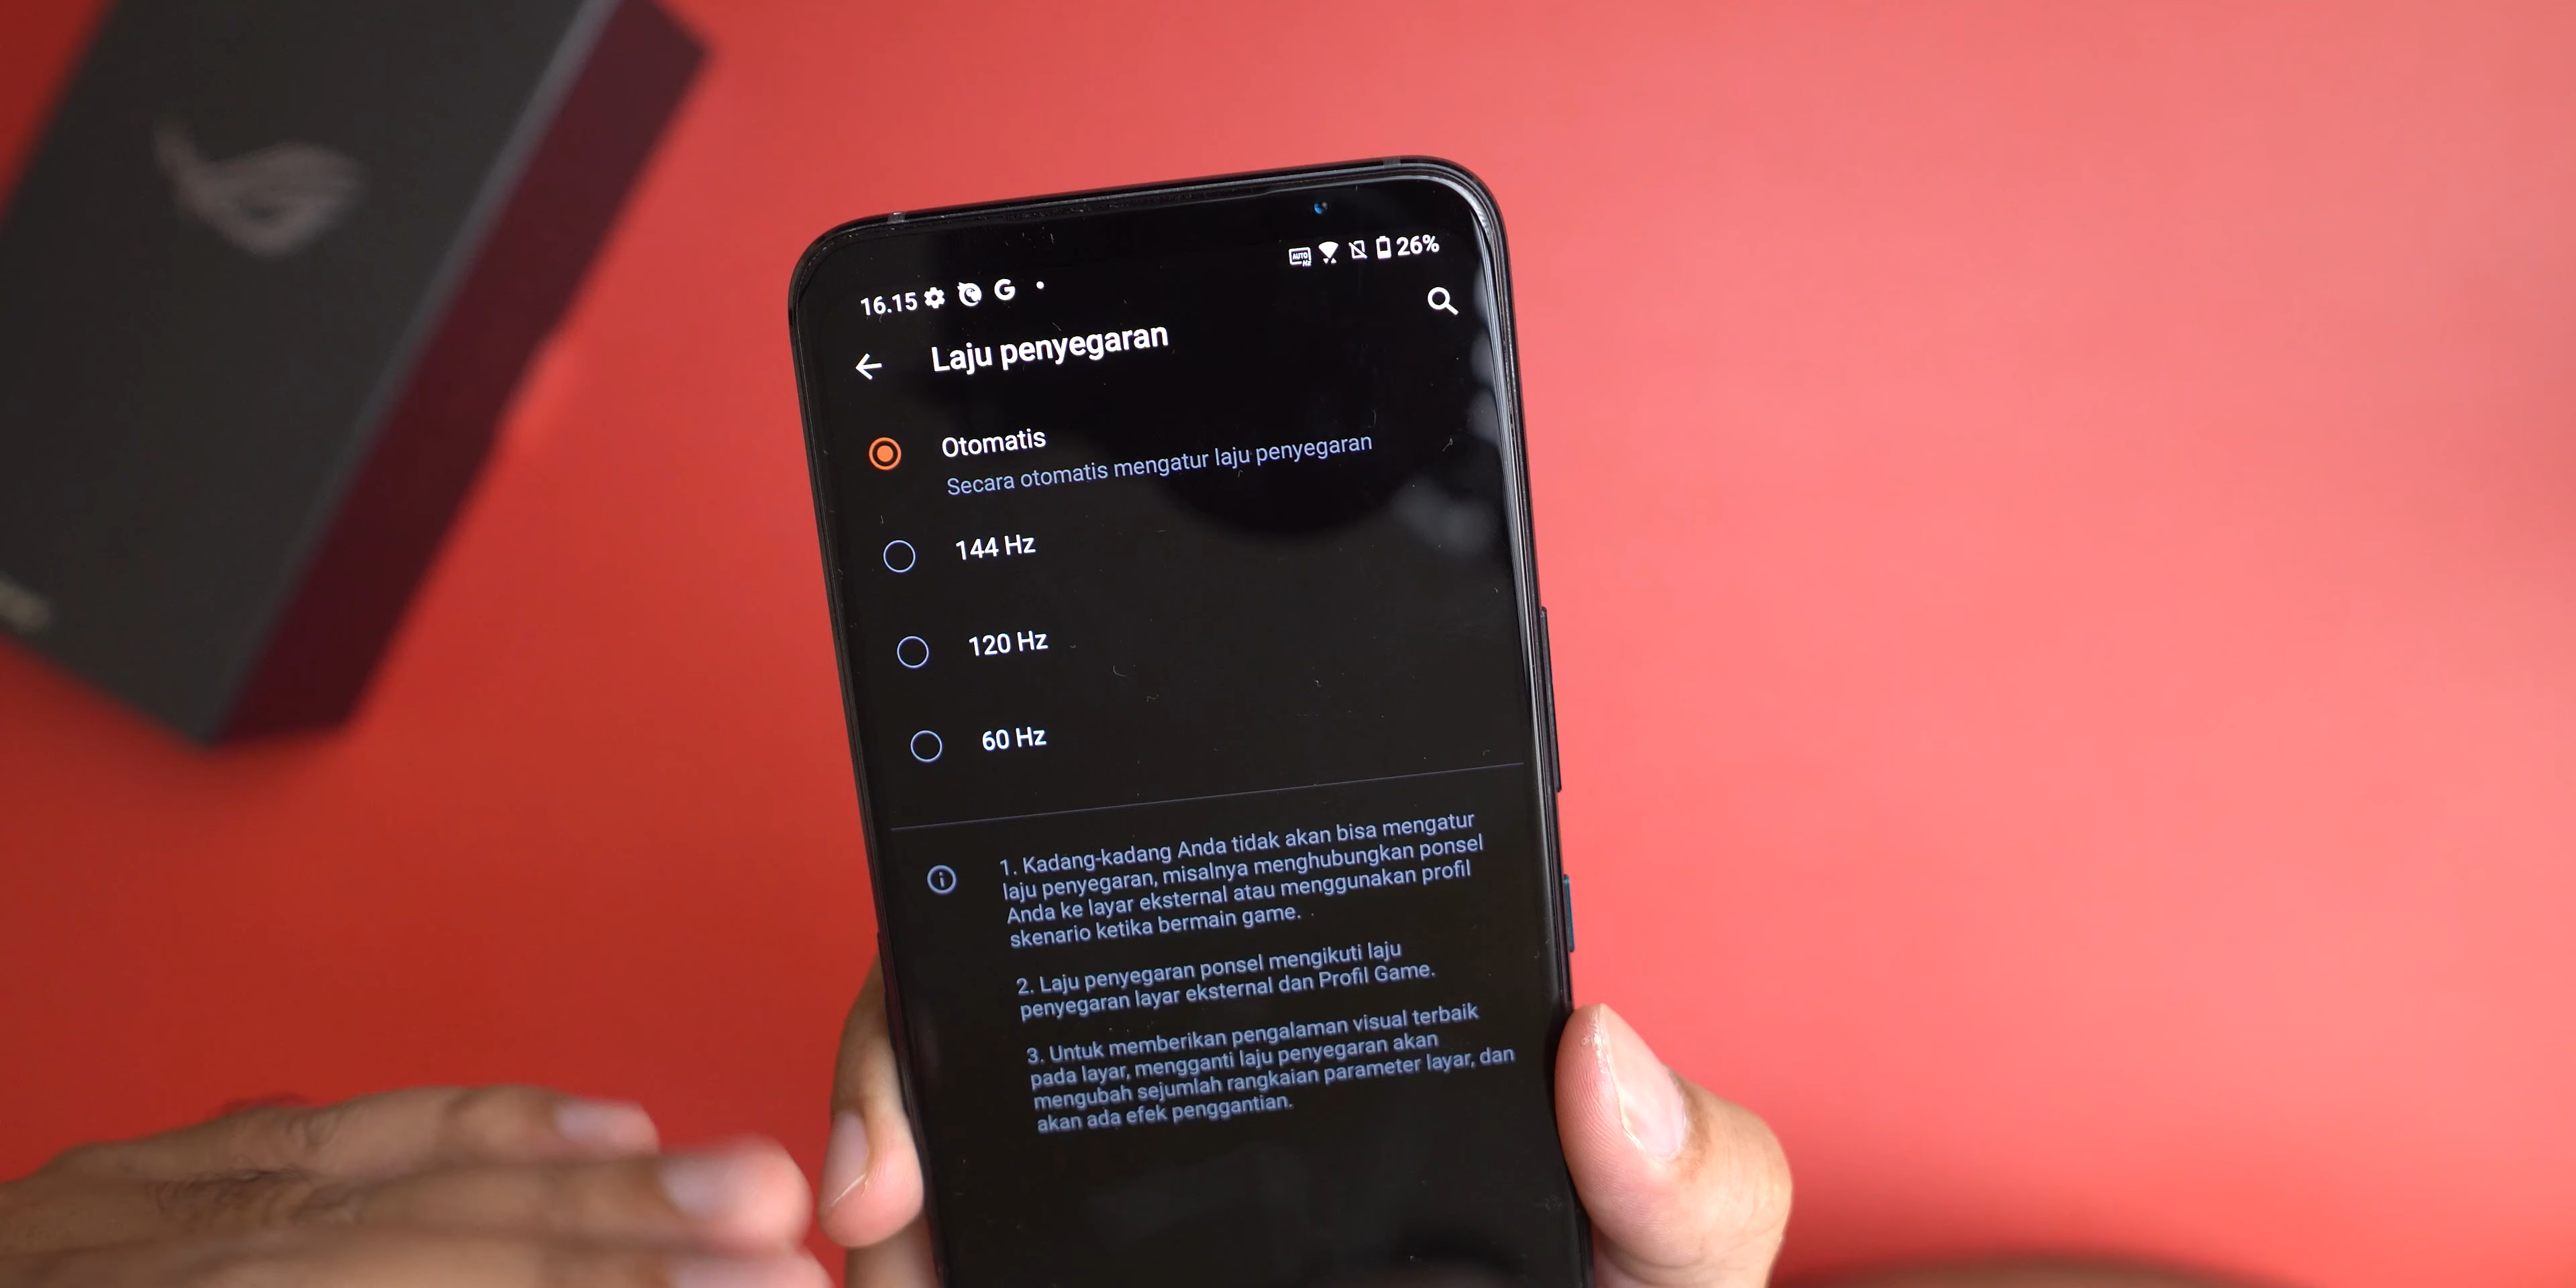 16.15
26%
Laju penyegaran
Otomatis
Secara otomatis mengatur laju penyegaran
144 Hz
120 Hz
60 Hz
1. Kadang-kadang Anda tidak akan bisa mengatur
laju penyegaran, misalnya menghubungkan ponsel
Anda ke layar eksternal atau menggunakan profil
skenario ketika bermain game.
2. Laju penyegaran ponsel mengikuti laju
penyegaran layar eksternal dan Profil Game.
3. Untuk memberikan pengalaman visual terbaik
pada layar, mengganti laju penyegaran akan
mengubah sejumlah rangkaian parameter layar, dan
akan ada efek penggantian.